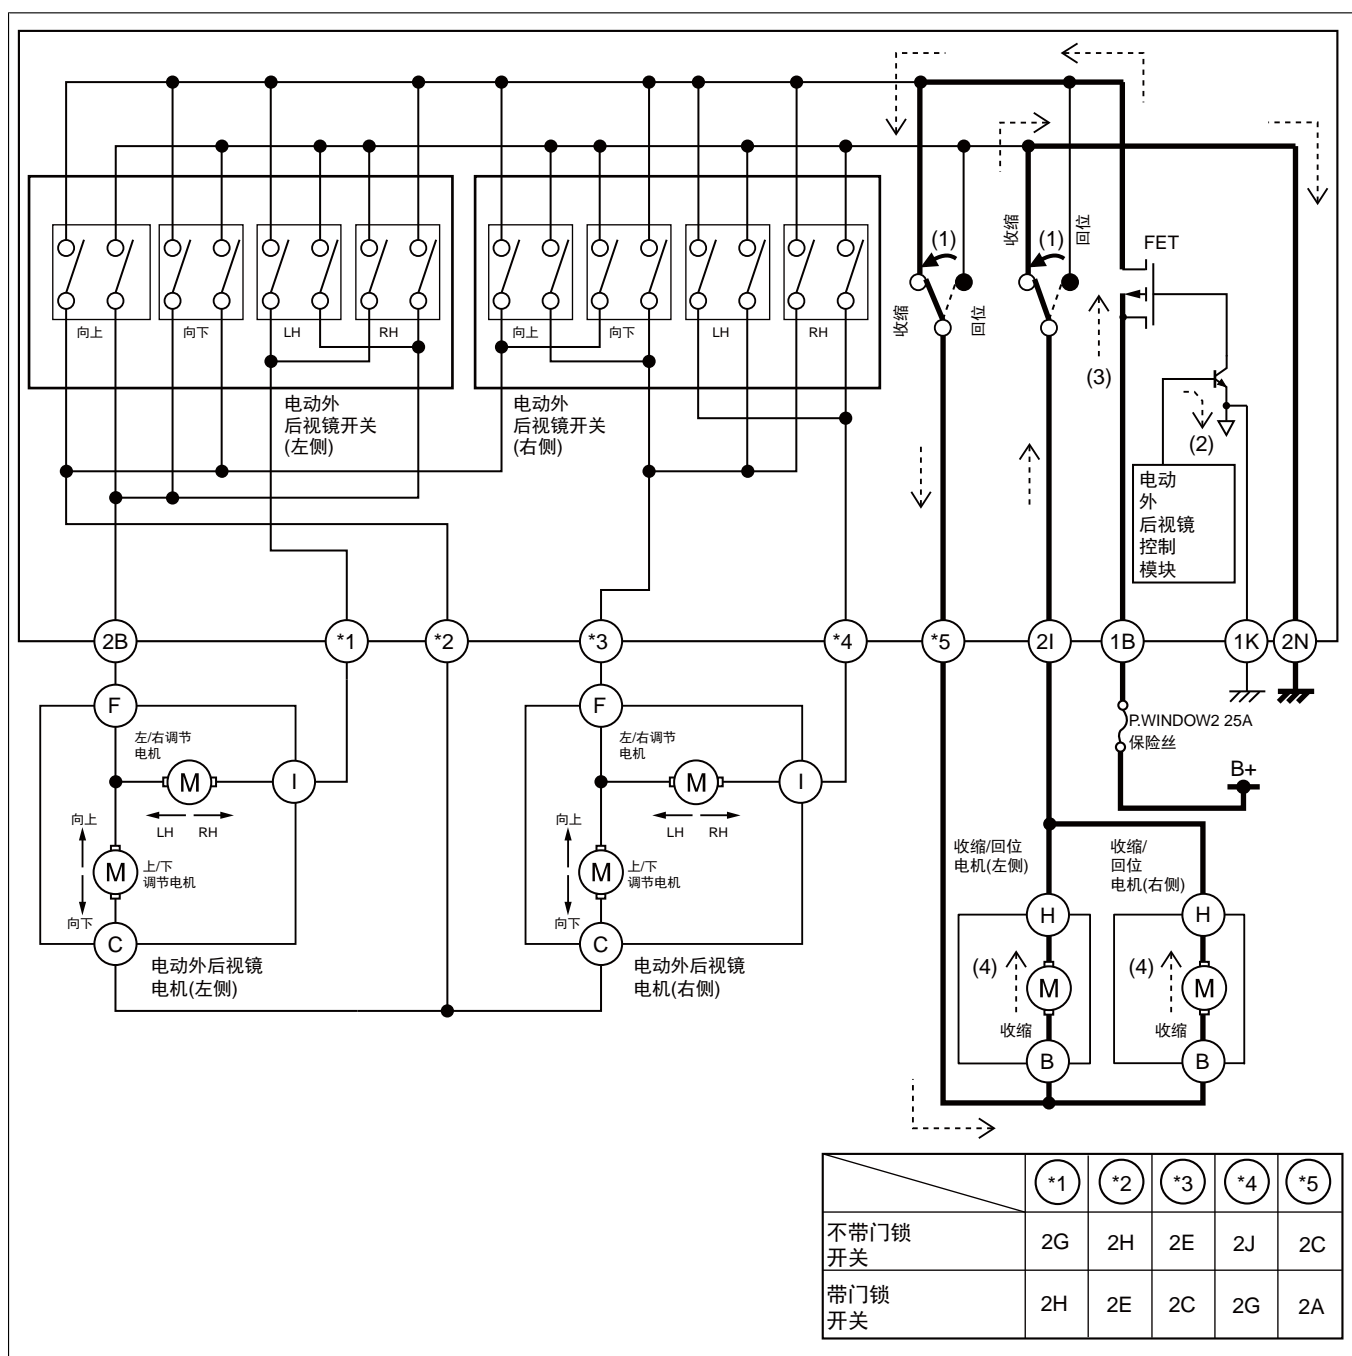 收缩
(1)
收缩
(1)
回位
FET
收缩
回位
(3)
(2)
向上
向下
LH
RH
向上
向下
LH
RH
电动外
后视镜开关
(左侧)
电动外
后视镜开关
(右侧)
电动
外
后视镜
控制
模块
2B
*1
*2
*3
*4
*5
2I
1B
1K
2N
F
左/右调节
电机
M
I
LH
RH
向上
M
上/下
调节电机
向下
C
电动外后视镜
电机(左侧)
F
左/右调节
电机
M
I
LH
RH
向上
M
上/下
调节电机
向下
C
电动外后视镜
电机(右侧)
P.WINDOW2 25A
保险丝
B+
收缩/回位
电机(左侧)
收缩/
回位
电机(右侧)
H
(4)
M
收缩
B
H
(4)
M
收缩
B
*1 *2 *3 *4 *5
不带门锁
开关
2G 2H 2E 2J 2C
带门锁
开关
2H 2E 2C 2G 2A